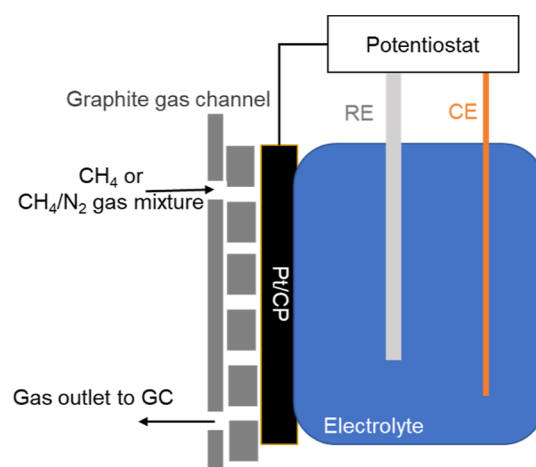 Potentiostat
Graphite gas channel
RE
CE
CH₄ or
CH₄/N₂ gas mixture
Pt/CP
Gas outlet to GC
Electrolyte